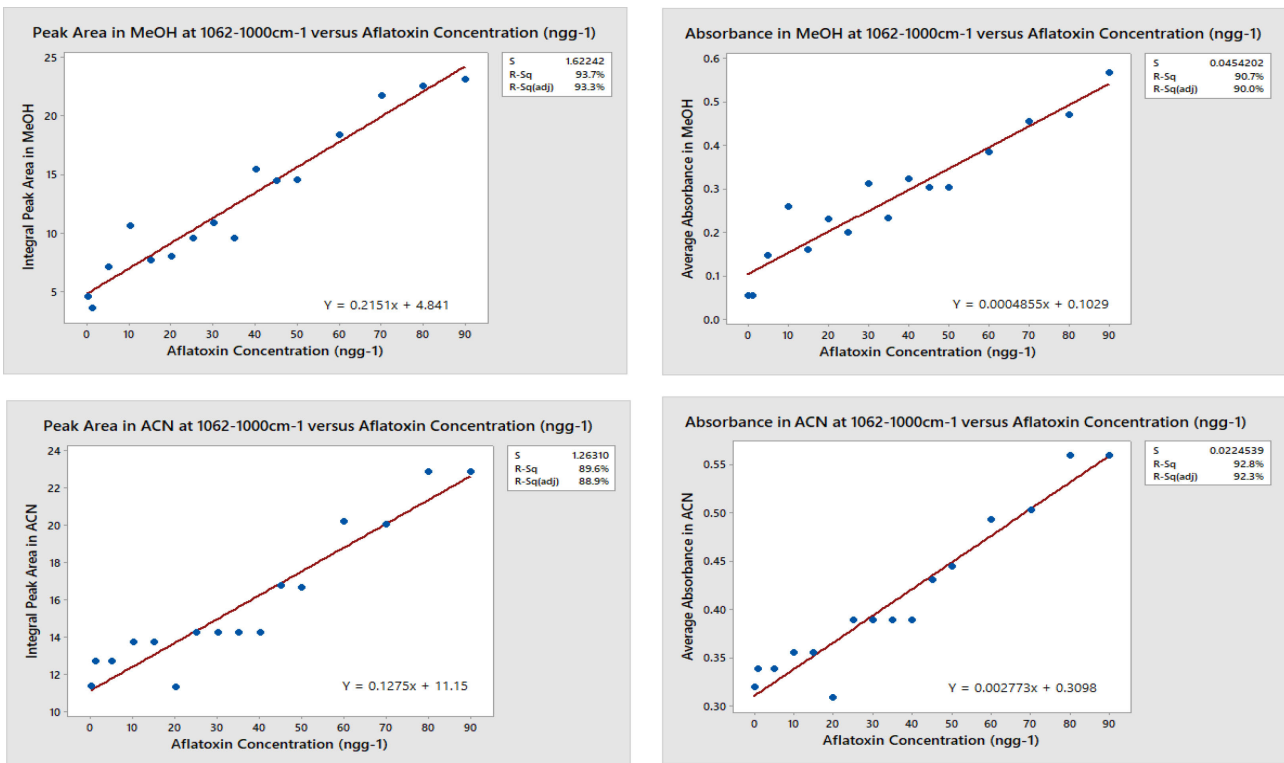 Peak Area in MeOH at 1062-1000cm-1 versus Aflatoxin Concentration (ngg-1)
S 1.62242
R-Sq 93.7%
R-Sq(adj) 93.3%
Integral Peak Area in MeOH
25
20
15
10
5
Y = 0.2151x + 4.841
0 10 20 30 40 50 60 70 80 90
Aflatoxin Concentration (ngg-1)
Absorbance in MeOH at 1062-1000cm-1 versus Aflatoxin Concentration (ngg-1)
S 0.0454202
R-Sq 90.7%
R-Sq(adj) 90.0%
Average Absorbance in MeOH
0.6
0.5
0.4
0.3
0.2
0.1
0.0
Y = 0.0004855x + 0.1029
0 10 20 30 40 50 60 70 80 90
Aflatoxin Concentration (ngg-1)
Peak Area in ACN at 1062-1000cm-1 versus Aflatoxin Concentration (ngg-1)
S 1.26310
R-Sq 89.6%
R-Sq(adj) 88.9%
Integral Peak Area in ACN
24
22
20
18
16
14
12
10
Y = 0.1275x + 11.15
0 10 20 30 40 50 60 70 80 90
Aflatoxin Concentration (ngg-1)
Absorbance in ACN at 1062-1000cm-1 versus Aflatoxin Concentration (ngg-1)
S 0.0224539
R-Sq 92.8%
R-Sq(adj) 92.3%
Average Absorbance in ACN
0.55
0.50
0.45
0.40
0.35
0.30
Y = 0.002773x + 0.3098
0 10 20 30 40 50 60 70 80 90
Aflatoxin Concentration (ngg-1)